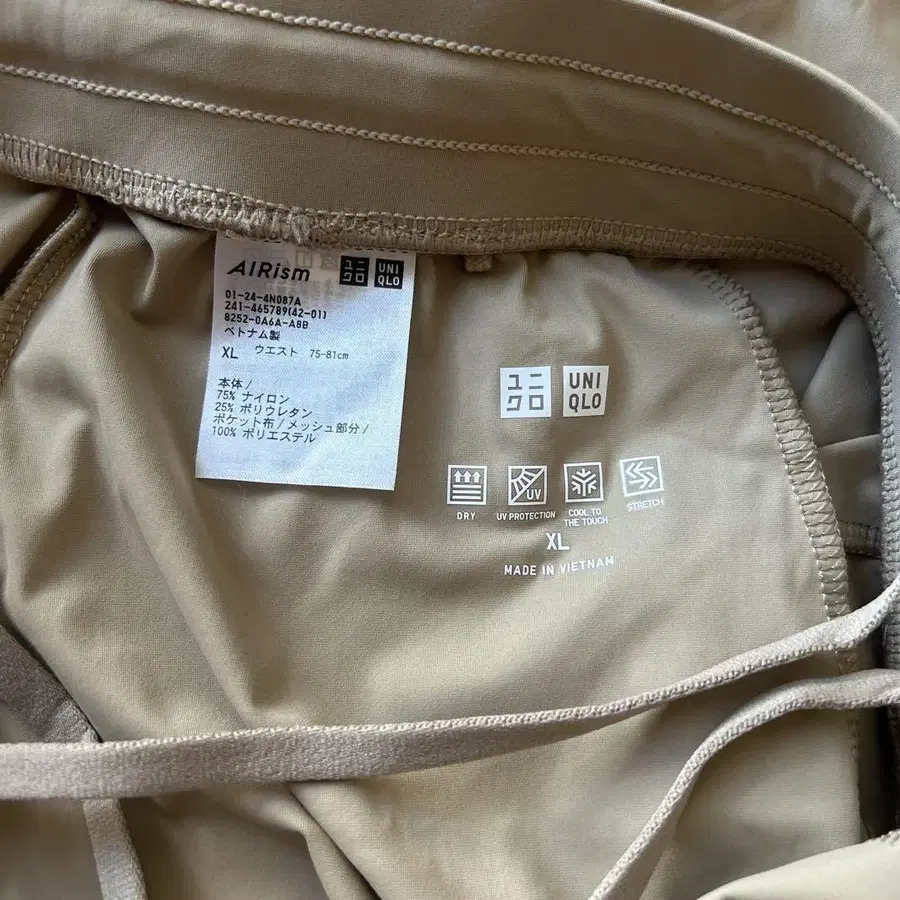 AIRism ユニクロ UNIQLO
01-24-4N087A
241-465789(42-01)
8252-0A6A-A8B
ベトナム製
XL ウエスト 75-81cm
本体/
75% ナイロン
25% ポリウレタン
ポケット布/メッシュ部分/
100% ポリエステル
ユニクロ UNIQLO
DRY
UV
UV PROTECTION
COOL TO
THE TOUCH
STRETCH
XL
MADE IN VIETNAM